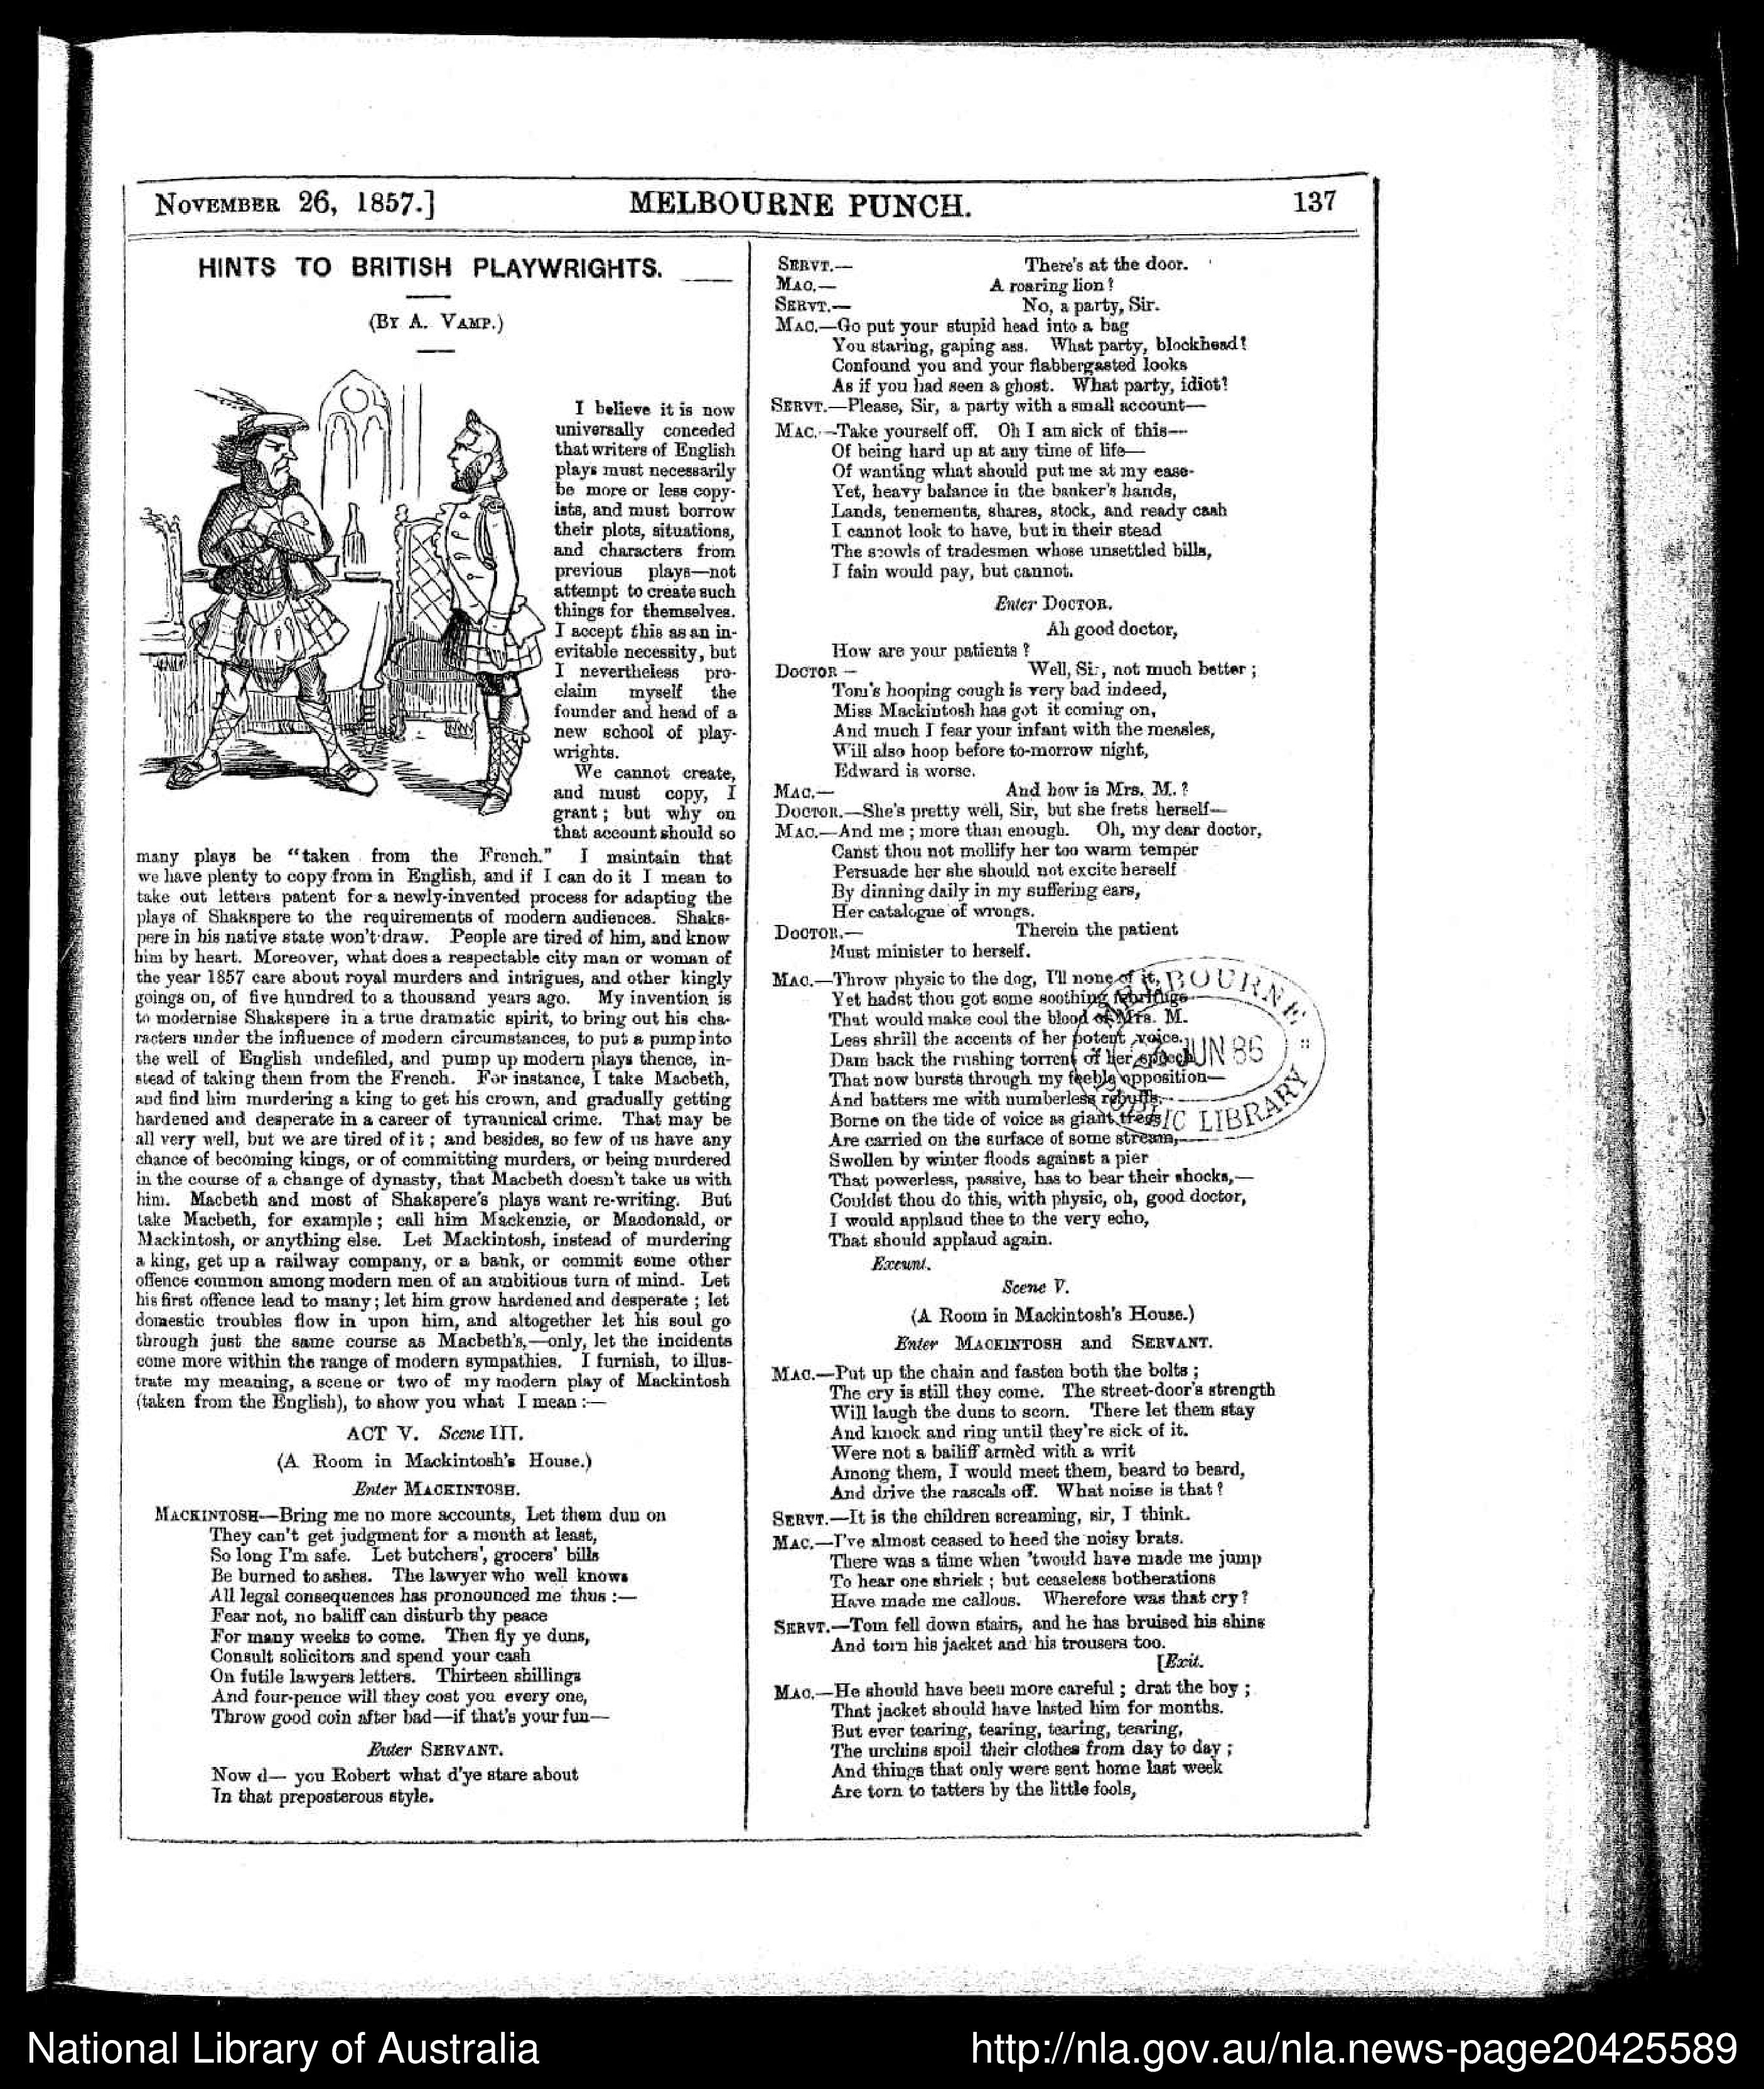 NOVEMBER 26, 1857.] MELBOURNE PUNCH. 137
HINTS TO BRITISH PLAYWRIGHTS.
(BY A. VAMP.)
I believe it is now
universally conceded
that writers of English
plays must necessarily
be more or less copy-
ists, and must borrow
their plots, situations,
and characters from
previous plays—not
attempt to create such
things for themselves.
I accept this as an in-
evitable necessity, but
I nevertheless pro-
claim myself the
founder and head of a
new school of play-
wrights.
We cannot create,
and must copy, I
grant; but why on
that account should so
many plays be "taken from the French." I maintain that
we have plenty to copy from in English, and if I can do it I mean to
take out letters patent for a newly-invented process for adapting the
plays of Shakspere to the requirements of modern audiences. Shaks-
pere in his native state won't draw. People are tired of him, and know
him by heart. Moreover, what does a respectable city man or woman of
the year 1857 care about royal murders and intrigues, and other kingly
goings on, of five hundred to a thousand years ago. My invention is
to modernise Shakspere in a true dramatic spirit, to bring out his cha-
racters under the influence of modern circumstances, to put a pump into
the well of English undefiled, and pump up modern plays thence, in-
stead of taking them from the French. For instance, I take Macbeth,
and find him murdering a king to get his crown, and gradually getting
hardened and desperate in a career of tyrannical crime. That may be
all very well, but we are tired of it; and besides, so few of us have any
chance of becoming kings, or of committing murders, or being murdered
in the course of a change of dynasty, that Macbeth doesn't take us with
him. Macbeth and most of Shakspere's plays want re-writing. But
take Macbeth, for example; call him Mackenzie, or Macdonald, or
Mackintosh, or anything else. Let Mackintosh, instead of murdering
a king, get up a railway company, or a bank, or commit some other
offence common among modern men of an ambitious turn of mind. Let
his first offence lead to many; let him grow hardened and desperate; let
domestic troubles flow in upon him, and altogether let his soul go
through just the same course as Macbeth's,—only, let the incidents
come more within the range of modern sympathies. I furnish, to illus-
trate my meaning, a scene or two of my modern play of Mackintosh
(taken from the English), to show you what I mean:—
ACT V. Scene III.
(A Room in Mackintosh's House.)
Enter MACKINTOSH.
MACKINTOSH—Bring me no more accounts, Let them dun on
They can't get judgment for a month at least,
So long I'm safe. Let butchers', grocers' bills
Be burned to ashes. The lawyer who well knows
All legal consequences has pronounced me thus:—
Fear not, no baliff can disturb thy peace
For many weeks to come. Then fly ye duns,
Consult solicitors and spend your cash
On futile lawyers letters. Thirteen shillings
And four-pence will they cost you every one,
Throw good coin after bad—if that's your fun—
Enter SERVANT.
Now d— you Robert what d'ye stare about
In that preposterous style.
SERVT.— There's at the door.
MAC.— A roaring lion?
SERVT.— No, a party, Sir.
MAC.—Go put your stupid head into a bag
You staring, gaping ass. What party, blockhead?
Confound you and your flabbergasted looks
As if you had seen a ghost. What party, idiot?
SERVT.—Please, Sir, a party with a small account—
MAC.—Take yourself off. Oh I am sick of this—
Of being hard up at any time of life—
Of wanting what should put me at my ease-
Yet, heavy balance in the banker's hands,
Lands, tenements, shares, stock, and ready cash
I cannot look to have, but in their stead
The scowls of tradesmen whose unsettled bills,
I fain would pay, but cannot.
Enter DOCTOR.
Ah good doctor,
How are your patients?
DOCTOR— Well, Sir, not much better;
Tom's hooping cough is very bad indeed,
Miss Mackintosh has got it coming on,
And much I fear your infant with the measles,
Will also hoop before to-morrow night,
Edward is worse.
MAC.— And how is Mrs. M.?
DOCTOR.—She's pretty well, Sir, but she frets herself—
MAC.—And me; more than enough. Oh, my dear doctor,
Canst thou not mollify her too warm temper
Persuade her she should not excite herself
By dinning daily in my suffering ears,
Her catalogue of wrongs.
DOCTOR.— Therein the patient
Must minister to herself.
MAC.—Throw physic to the dog, I'll none of it,
Yet hadst thou got some soothing febrifuge
That would make cool the blood of Mrs. M.
Less shrill the accents of her potent voice.
Dam back the rushing torrent of her speech
That now bursts through my feeble opposition—
And batters me with numberless rebuffs.
Borne on the tide of voice as giant trees
Are carried on the surface of some stream,
Swollen by winter floods against a pier
That powerless, passive, has to bear their shocks,—
Couldst thou do this, with physic, oh, good doctor,
I would applaud thee to the very echo,
That should applaud again.
Exeunt.
Scene V.
(A Room in Mackintosh's House.)
Enter MACKINTOSH and SERVANT.
MAC.—Put up the chain and fasten both the bolts;
The cry is still they come. The street-door's strength
Will laugh the duns to scorn. There let them stay
And knock and ring until they're sick of it.
Were not a bailiff armèd with a writ
Among them, I would meet them, beard to beard,
And drive the rascals off. What noise is that?
SERVT.—It is the children screaming, sir, I think.
MAC.—I've almost ceased to heed the noisy brats.
There was a time when 'twould have made me jump
To hear one shriek; but ceaseless botherations
Have made me callous. Wherefore was that cry?
SERVT.—Tom fell down stairs, and he has bruised his shins
And torn his jacket and his trousers too.
[Exit.
MAC.—He should have been more careful; drat the boy;
That jacket should have lasted him for months.
But ever tearing, tearing, tearing, tearing,
The urchins spoil their clothes from day to day;
And things that only were sent home last week
Are torn to tatters by the little fools,
JUN 86
PUBLIC LIBRARY
National Library of Australia http://nla.gov.au/nla.news-page20425589